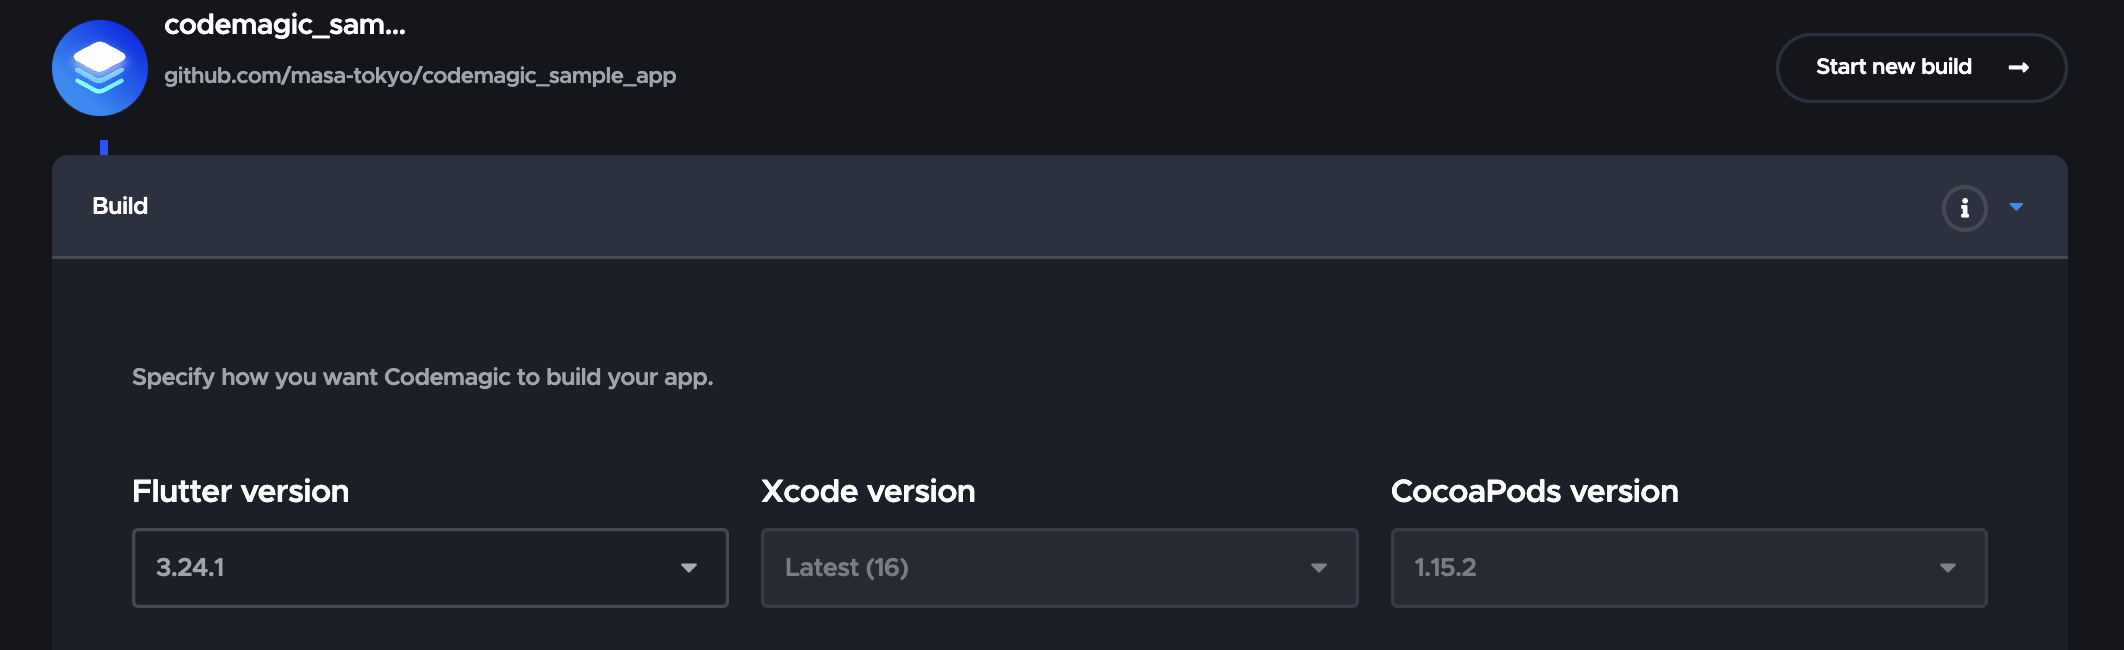 codemagic_sam...
github.com/masa-tokyo/codemagic_sample_app
Start new build
Build
Specify how you want Codemagic to build your app.
Flutter version
Xcode version
CocoaPods version
3.24.1
Latest (16)
1.15.2